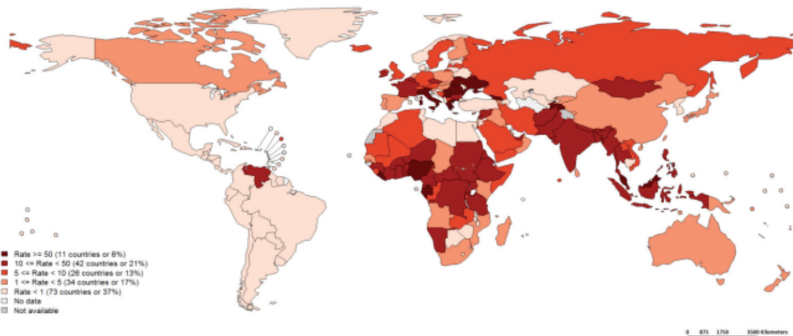 Rate >= 50 (11 countries or 6%)
10 <= Rate < 50 (42 countries or 21%)
5 <= Rate < 10 (26 countries or 13%)
1 <= Rate < 5 (34 countries or 17%)
Rate < 1 (73 countries or 37%)
No data
Not available
0 875 1750 3500 Kilometers